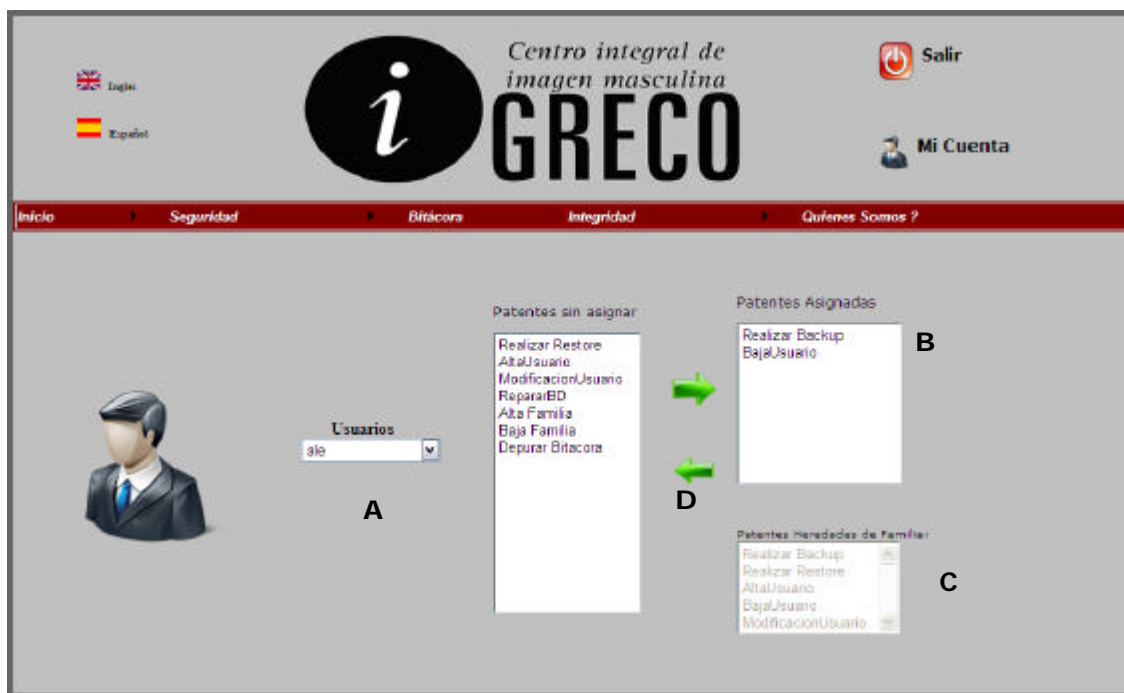 Ingles
Español
i
Centro integral de
imagen masculina
GRECO
Salir
Mi Cuenta
Inicio
Seguridad
Bitácora
Integridad
Quienes Somos ?
Usuarios
ale
A
Patentes sin asignar
Realizar Restore
AltaUsuario
ModificacionUsuario
RepararBD
Alta Familia
Baja Familia
Depurar Bitacora
D
Patentes Asignadas
Realizar Backup
BajaUsuario
B
Patentes Heredadas de Familias
Realizar Backup
Realizar Restore
AltaUsuario
BajaUsuario
ModificacionUsuario
C